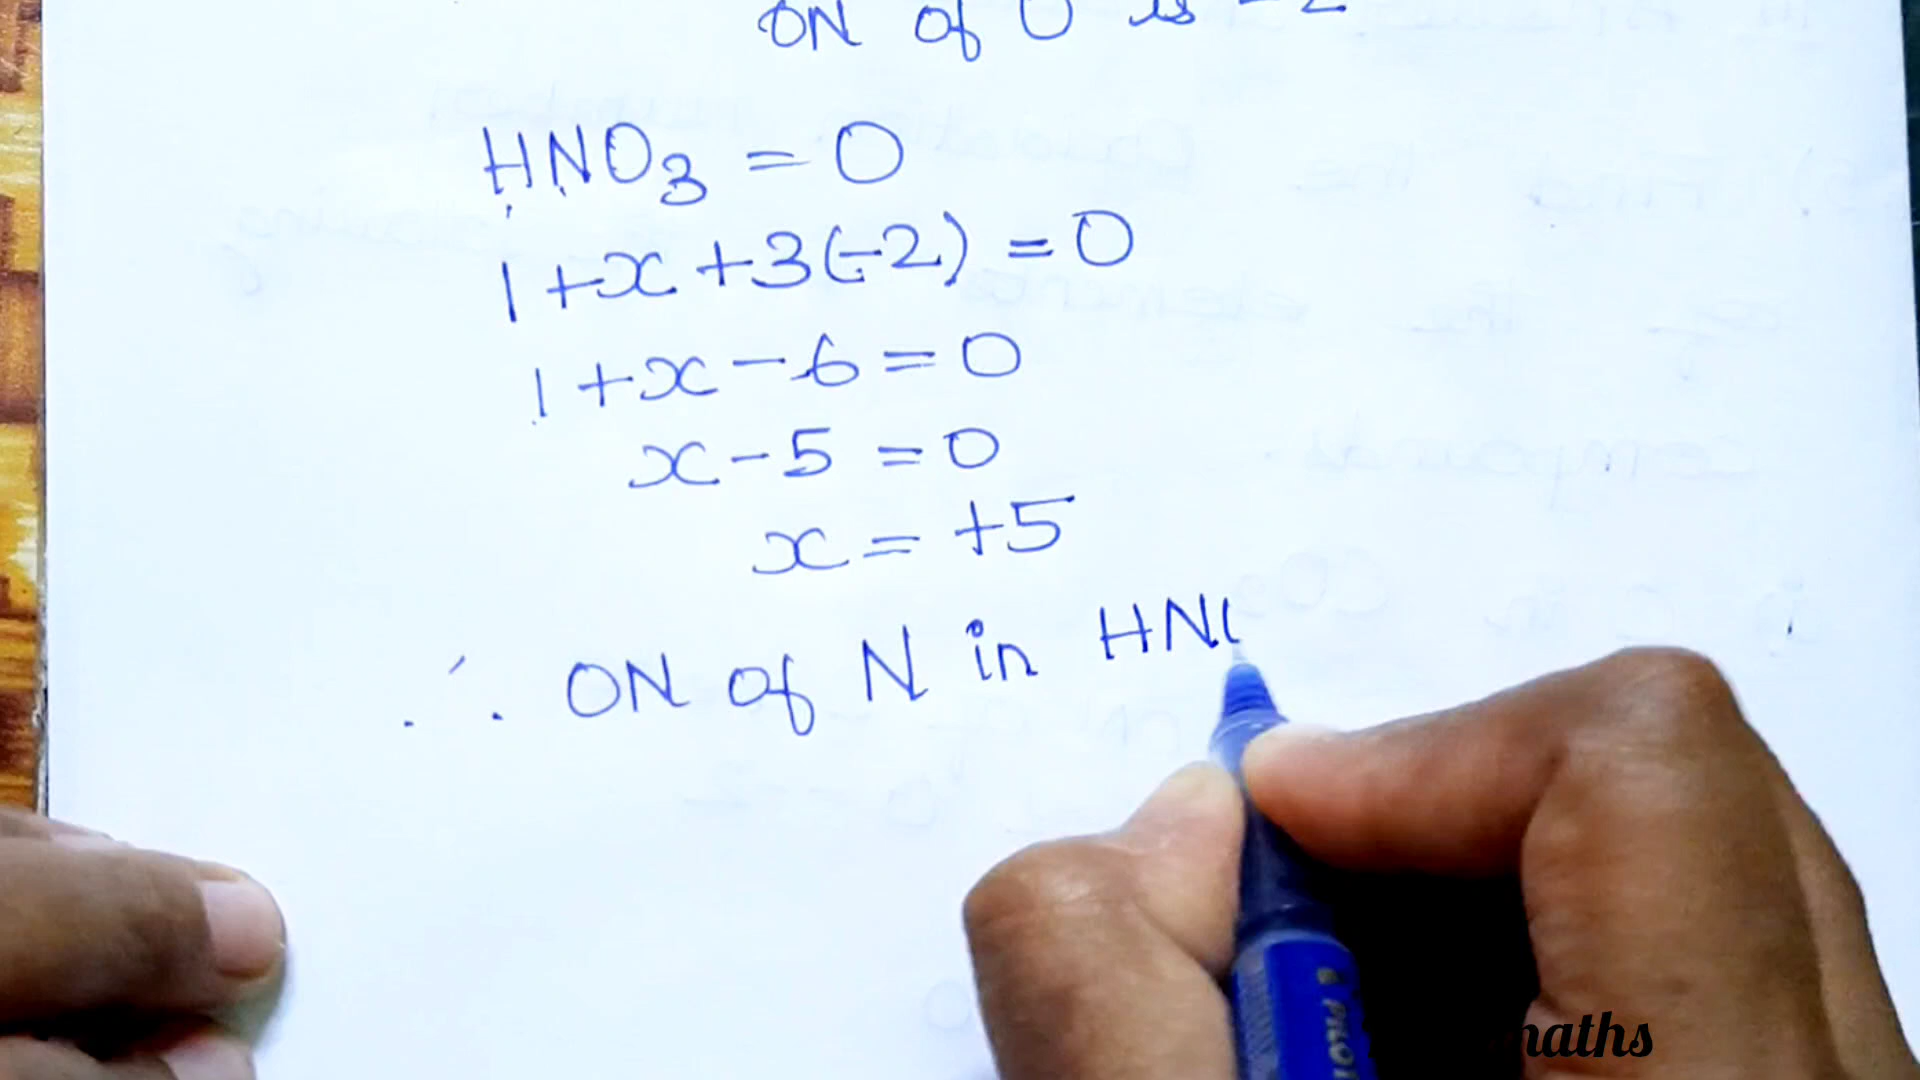 ON of O is -2
HNO3 = O
1 + x + 3(-2) = 0
1 + x - 6 = 0
x - 5 = 0
x = +5
∴ ON of N in HN
PILOT
maths